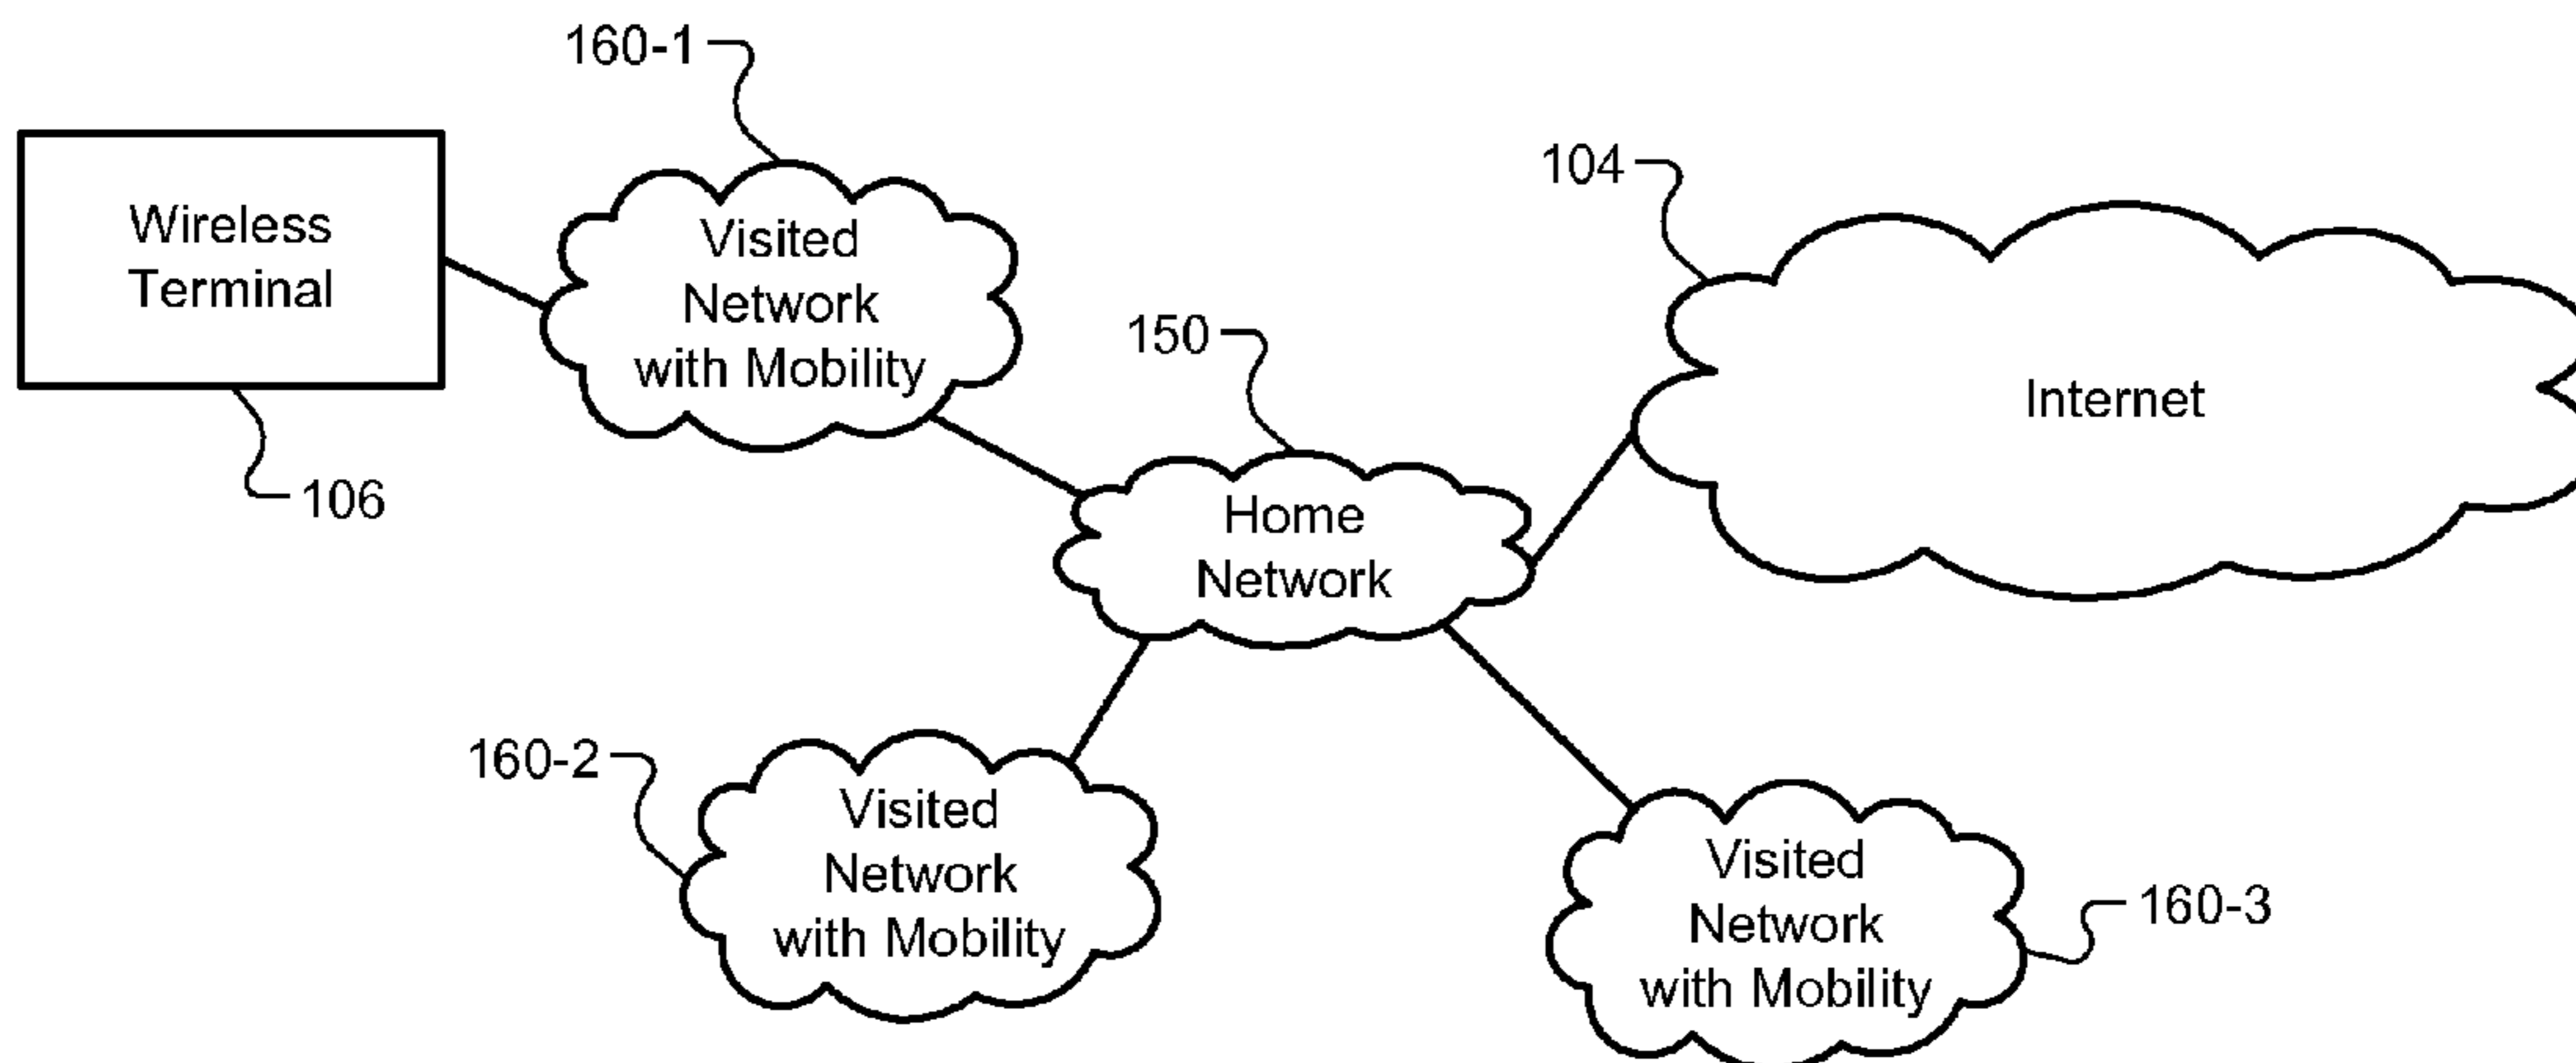 160-1
Wireless
Terminal
106
Visited
Network
with Mobility
104
Internet
150
Home
Network
160-2
Visited
Network
with Mobility
Visited
Network
with Mobility
160-3